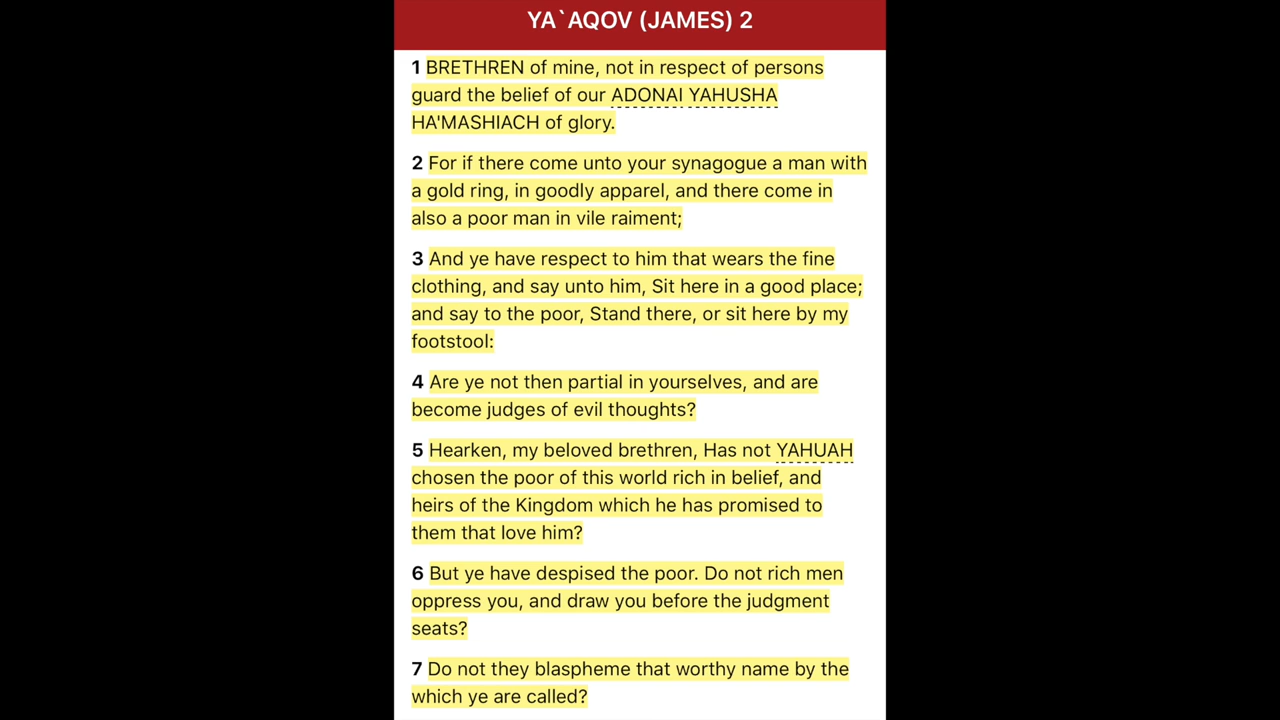 YA`AQOV (JAMES) 2
1 BRETHREN of mine, not in respect of persons
guard the belief of our ADONAI YAHUSHA
HA'MASHIACH of glory.
2 For if there come unto your synagogue a man with
a gold ring, in goodly apparel, and there come in
also a poor man in vile raiment;
3 And ye have respect to him that wears the fine
clothing, and say unto him, Sit here in a good place;
and say to the poor, Stand there, or sit here by my
footstool:
4 Are ye not then partial in yourselves, and are
become judges of evil thoughts?
5 Hearken, my beloved brethren, Has not YAHUAH
chosen the poor of this world rich in belief, and
heirs of the Kingdom which he has promised to
them that love him?
6 But ye have despised the poor. Do not rich men
oppress you, and draw you before the judgment
seats?
7 Do not they blaspheme that worthy name by the
which ye are called?